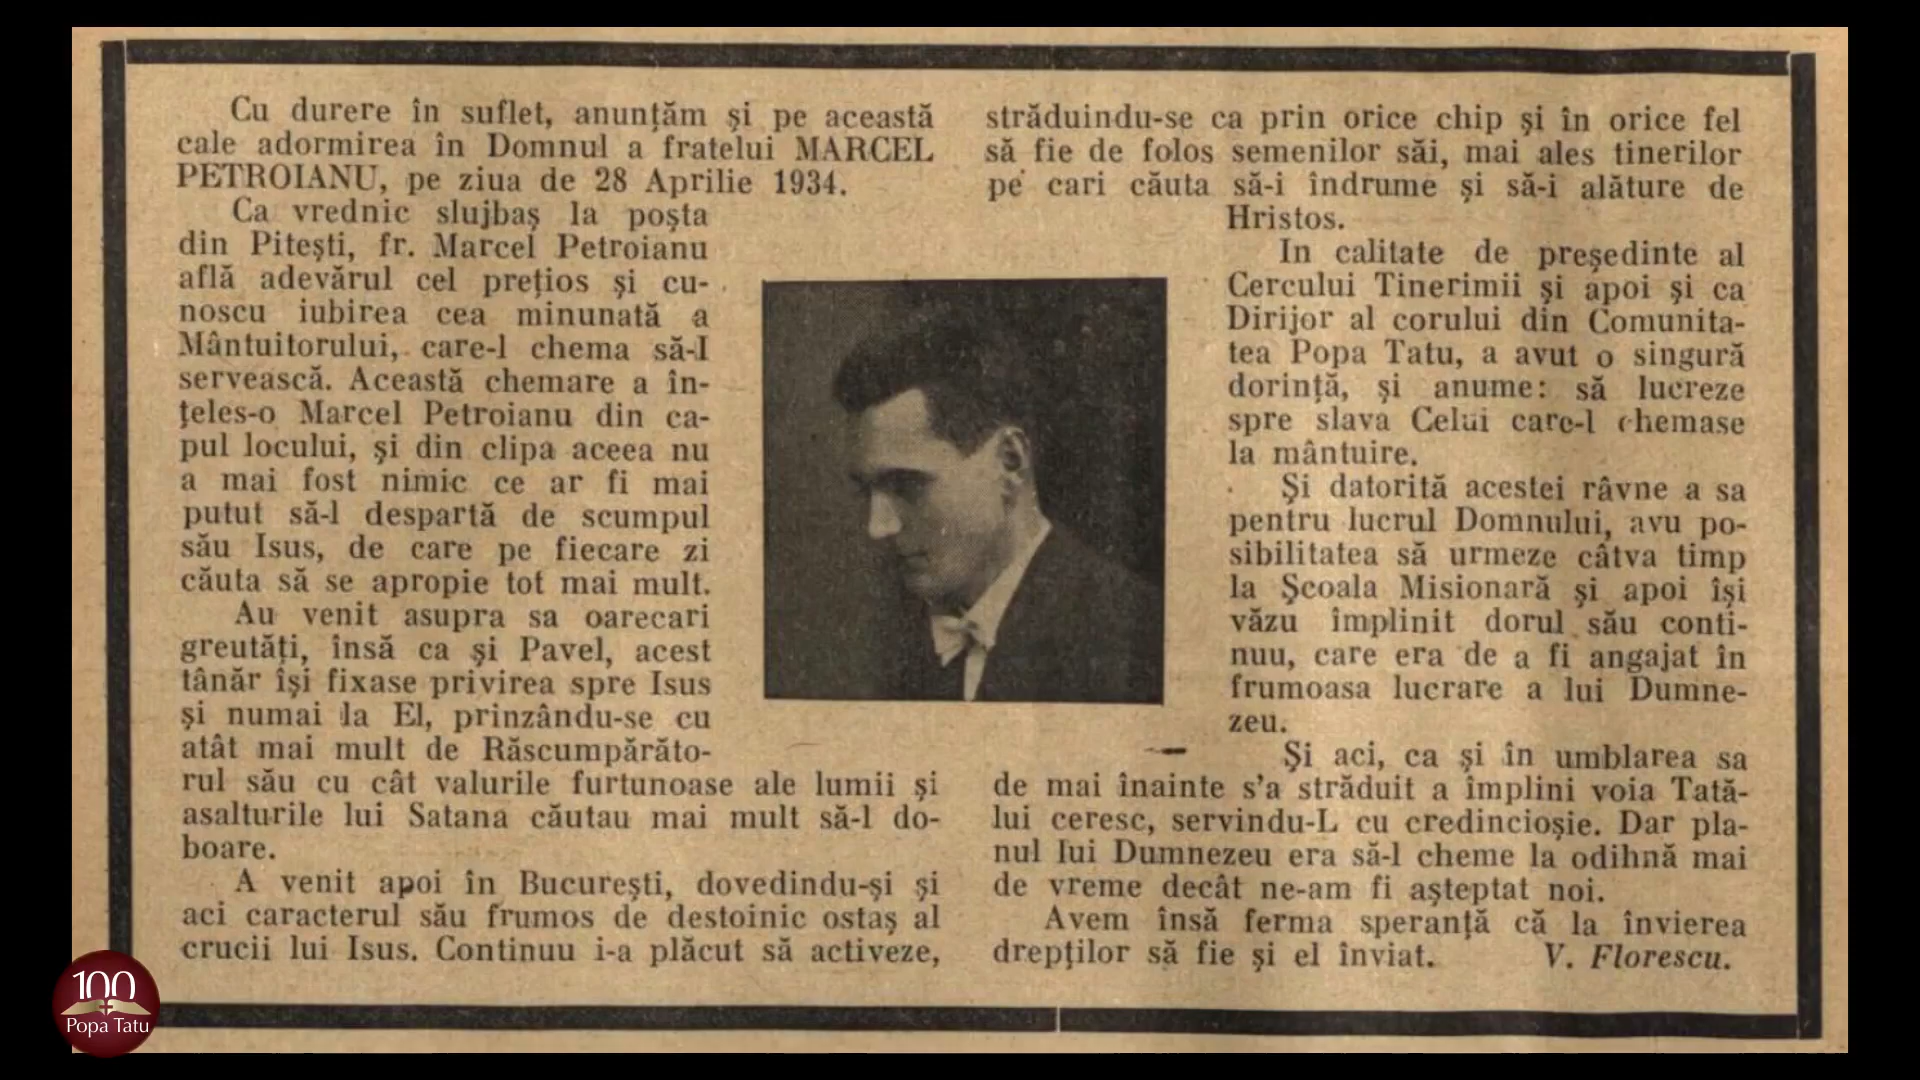 Cu durere în suflet, anunțăm și pe această
cale adormirea în Domnul a fratelui MARCEL
PETROIANU, pe ziua de 28 Aprilie 1934.
Ca vrednic slujbaș la poșta
din Pitești, fr. Marcel Petroianu
află adevărul cel prețios și cu-
noscu iubirea cea minunată a
Mântuitorului, care-l chema să-I
servească. Această chemare a în-
țeles-o Marcel Petroianu din ca-
pul locului, și din clipa aceea nu
a mai fost nimic ce ar fi mai
putut să-l despartă de scumpul
său Isus, de care pe fiecare zi
căuta să se apropie tot mai mult.
Au venit asupra sa oarecari
greutăți, însă ca și Pavel, acest
tânăr își fixase privirea spre Isus
și numai la El, prinzându-se cu
atât mai mult de Răscumpărăto-
rul său cu cât valurile furtunoase ale lumii și
asalturile lui Satana căutau mai mult să-l do-
boare.
A venit apoi în București, dovedindu-și și
aci caracterul său frumos de destoinic ostaș al
crucii lui Isus. Continuu i-a plăcut să activeze,
străduindu-se ca prin orice chip și în orice fel
să fie de folos semenilor săi, mai ales tinerilor
pe cari căuta să-i îndrume și să-i alăture de
Hristos.
In calitate de președinte al
Cercului Tinerimii și apoi și ca
Dirijor al corului din Comunita-
tea Popa Tatu, a avut o singură
dorință, și anume: să lucreze
spre slava Celui care-l chemase
la mântuire.
Și datorită acestei râvne a sa
pentru lucrul Domnului, avu po-
sibilitatea să urmeze câtva timp
la Școala Misionară și apoi își
văzu împlinit dorul său conti-
nuu, care era de a fi angajat în
frumoasa lucrare a lui Dumne-
zeu.
Și aci, ca și în umblarea sa
de mai înainte s'a străduit a împlini voia Tată-
lui ceresc, servindu-L cu credincioșie. Dar pla-
nul lui Dumnezeu era să-l cheme la odihnă mai
de vreme decât ne-am fi așteptat noi.
Avem însă ferma speranță că la învierea
drepților să fie și el înviat. V. Florescu.
100
Popa Tatu